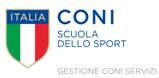 ITALIA
CONI
SCUOLA
DELLO SPORT
GESTIONE CONI SERVIZI